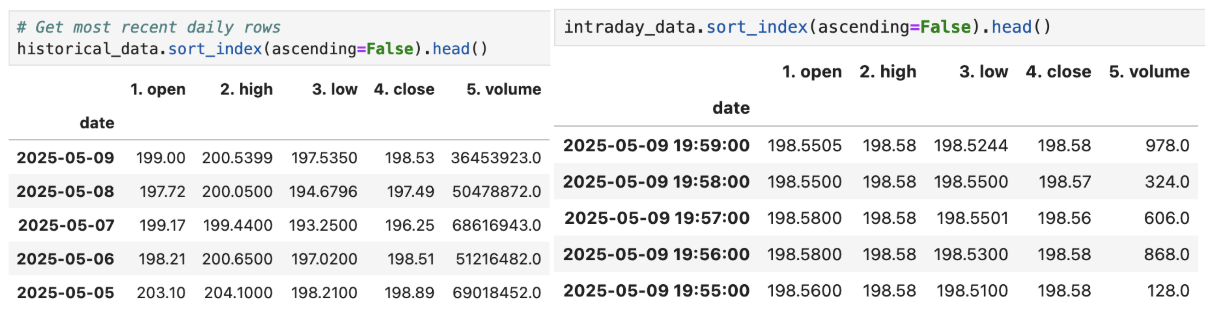 # Get most recent daily rows
historical_data.sort_index(ascending=False).head()
1. open 2. high 3. low 4. close 5. volume
date
2025-05-09 199.00 200.5399 197.5350 198.53 36453923.0
2025-05-08 197.72 200.0500 194.6796 197.49 50478872.0
2025-05-07 199.17 199.4400 193.2500 196.25 68616943.0
2025-05-06 198.21 200.6500 197.0200 198.51 51216482.0
2025-05-05 203.10 204.1000 198.2100 198.89 69018452.0
intraday_data.sort_index(ascending=False).head()
1. open 2. high 3. low 4. close 5. volume
date
2025-05-09 19:59:00 198.5505 198.58 198.5244 198.58 978.0
2025-05-09 19:58:00 198.5500 198.58 198.5500 198.57 324.0
2025-05-09 19:57:00 198.5800 198.58 198.5501 198.56 606.0
2025-05-09 19:56:00 198.5800 198.58 198.5300 198.58 868.0
2025-05-09 19:55:00 198.5600 198.58 198.5100 198.58 128.0